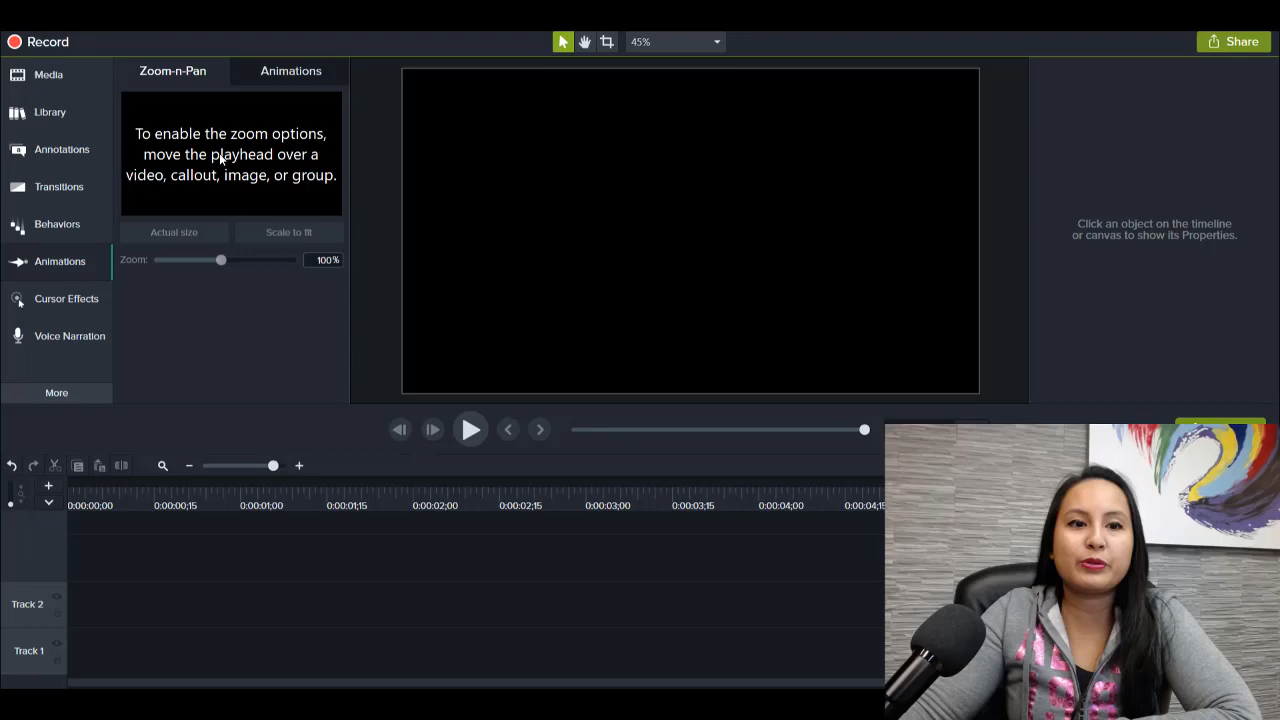 Record
45%
Share
Media
Library
Annotations
Transitions
Behaviors
Animations
Cursor Effects
Voice Narration
More
Zoom-n-Pan
Animations
To enable the zoom options,
move the playhead over a
video, callout, image, or group.
Actual size
Scale to fit
Zoom:
100%
Click an object on the timeline
or canvas to show its Properties.
0:00:00;00
0:00:00;15
0:00:01;00
0:00:01;15
0:00:02;00
0:00:02;15
0:00:03;00
0:00:03;15
0:00:04;00
0:00:04;15
Track 2
Track 1